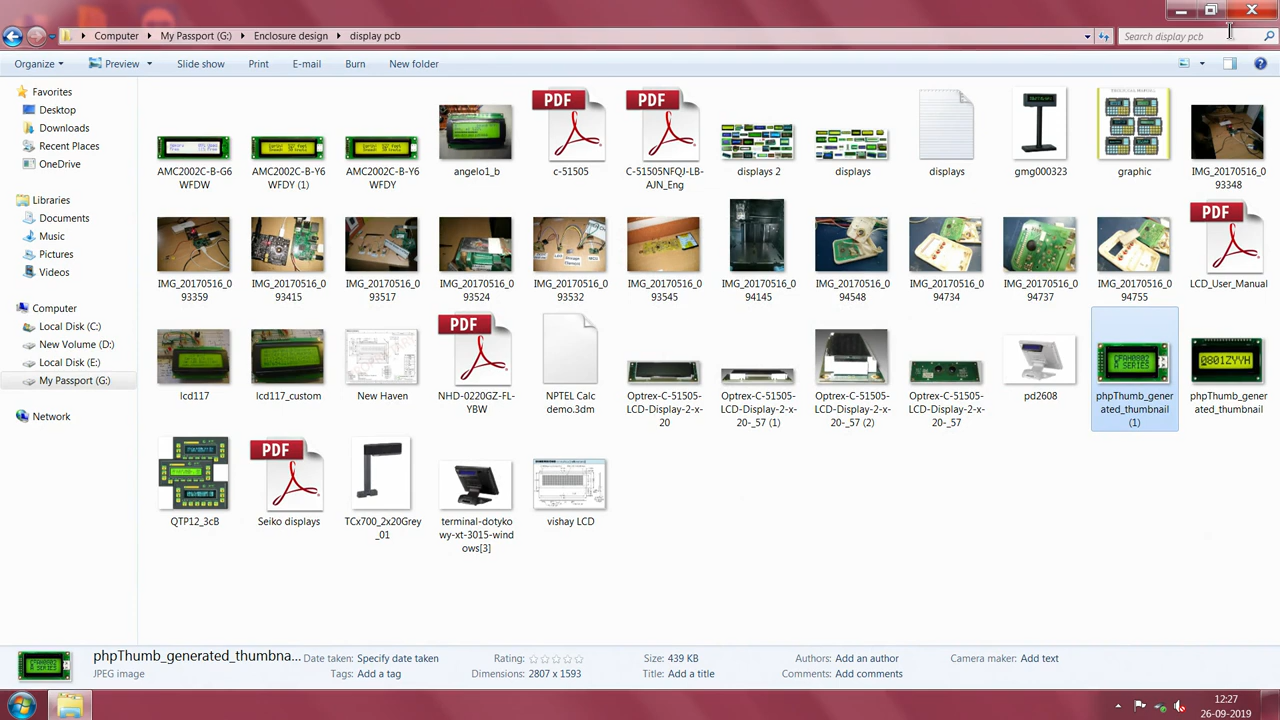 Computer ▸ My Passport (G:) ▸ Enclosure design ▸ display pcb
Search display pcb
Organize ▾ Preview ▾ Slide show Print E-mail Burn New folder
Favorites
Desktop
Downloads
Recent Places
OneDrive
Libraries
Documents
Music
Pictures
Videos
Computer
Local Disk (C:)
New Volume (D:)
Local Disk (E:)
My Passport (G:)
Network
PDF PDF
AMC2002C-B-G6WFDW
AMC2002C-B-Y6WFDY (1)
AMC2002C-B-Y6WFDY
angelo1_b
c-51505
C-51505NFQJ-LB-AJN_Eng
displays 2
displays
displays
gmg000323
graphic
IMG_20170516_093348
PDF
IMG_20170516_093359
IMG_20170516_093415
IMG_20170516_093517
IMG_20170516_093524
IMG_20170516_093532
IMG_20170516_093545
IMG_20170516_094145
IMG_20170516_094548
IMG_20170516_094734
IMG_20170516_094737
IMG_20170516_094755
LCD_User_Manual
PDF
Q801ZYYH
lcd117
lcd117_custom
New Haven
NHD-0220GZ-FL-YBW
NPTEL Calc demo.3dm
Optrex-C-51505-LCD-Display-2-x-20
Optrex-C-51505-LCD-Display-2-x-20-_57 (1)
Optrex-C-51505-LCD-Display-2-x-20-_57 (2)
Optrex-C-51505-LCD-Display-2-x-20-_57
pd2608
phpThumb_generated_thumbnail (1)
phpThumb_generated_thumbnail
PDF
QTP12_3cB
Seiko displays
TCx700_2x20Grey_01
terminal-dotykowy-xt-3015-windows[3]
vishay LCD
phpThumb_generated_thumbna... Date taken: Specify date taken Rating: ☆☆☆☆☆ Size: 439 KB Authors: Add an author Camera maker: Add text
JPEG image Tags: Add a tag Dimensions: 2807 x 1593 Title: Add a title Comments: Add comments
12:27
26-09-2019